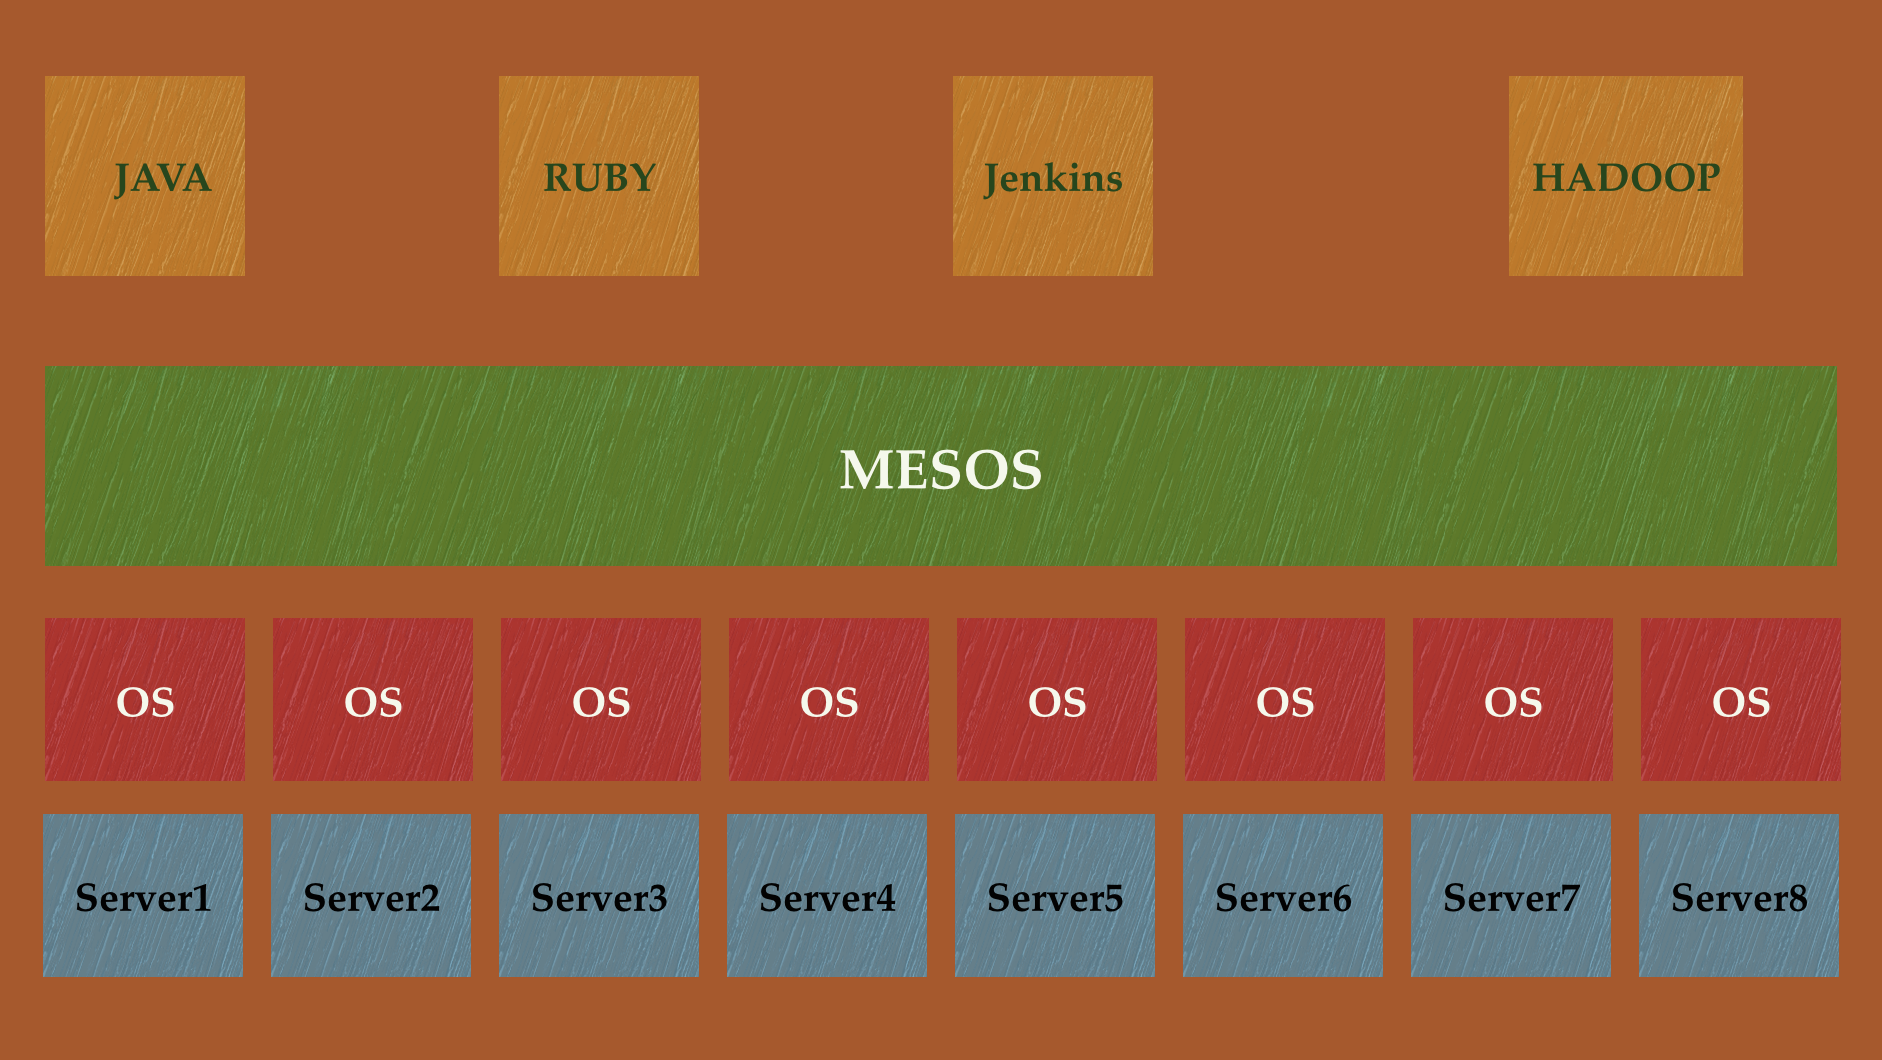 JAVA
RUBY
Jenkins
HADOOP
MESOS
OS
OS
OS
OS
OS
OS
OS
OS
Server1
Server2
Server3
Server4
Server5
Server6
Server7
Server8